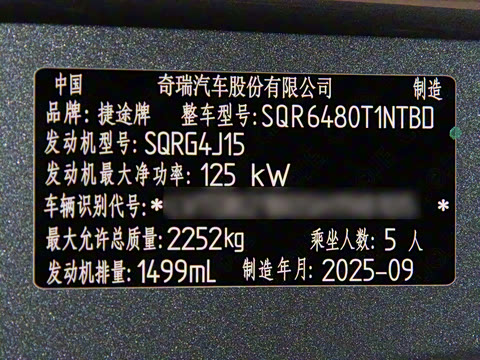 中国 奇瑞汽车股份有限公司 制造
品牌:捷途牌 整车型号:SQR6480T1NTBD
发动机型号:SQRG4J15
发动机最大净功率:125 kW
车辆识别代号:* *
最大允许总质量:2252kg 乘坐人数:5 人
发动机排量:1499mL 制造年月:2025-09